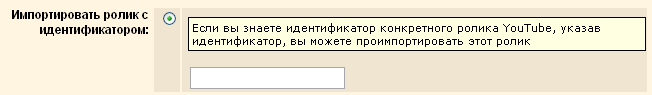 Импортировать ролик с
идентификатором:
Если вы знаете идентификатор конкретного ролика YouTube, указав
идентификатор, вы можете проимпортировать этот ролик